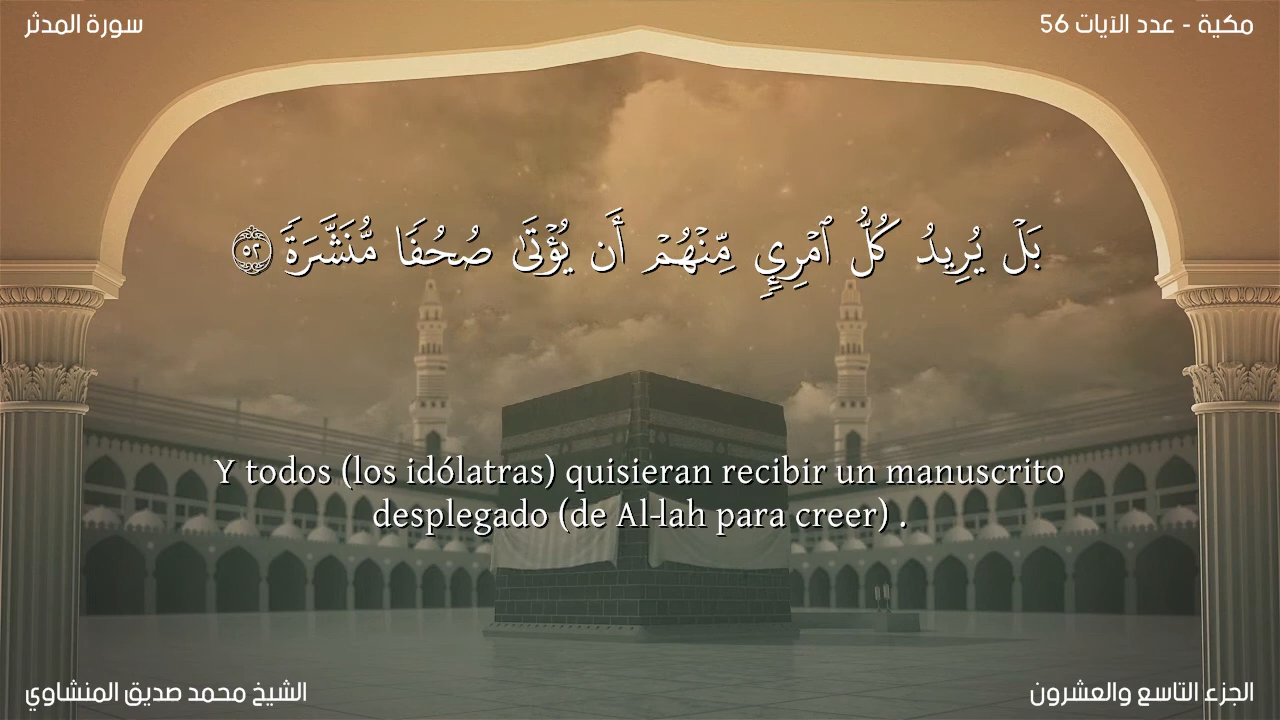 سورة المدثر
مكية - عدد الآيات 56
بَلْ يُرِيدُ كُلُّ ٱمْرِئٍ مِّنْهُمْ أَن يُؤْتَىٰ صُحُفًا مُّنَشَّرَةً ٥٢
Y todos (los idólatras) quisieran recibir un manuscrito
desplegado (de Al-lah para creer) .
الشيخ محمد صديق المنشاوي
الجزء التاسع والعشرون